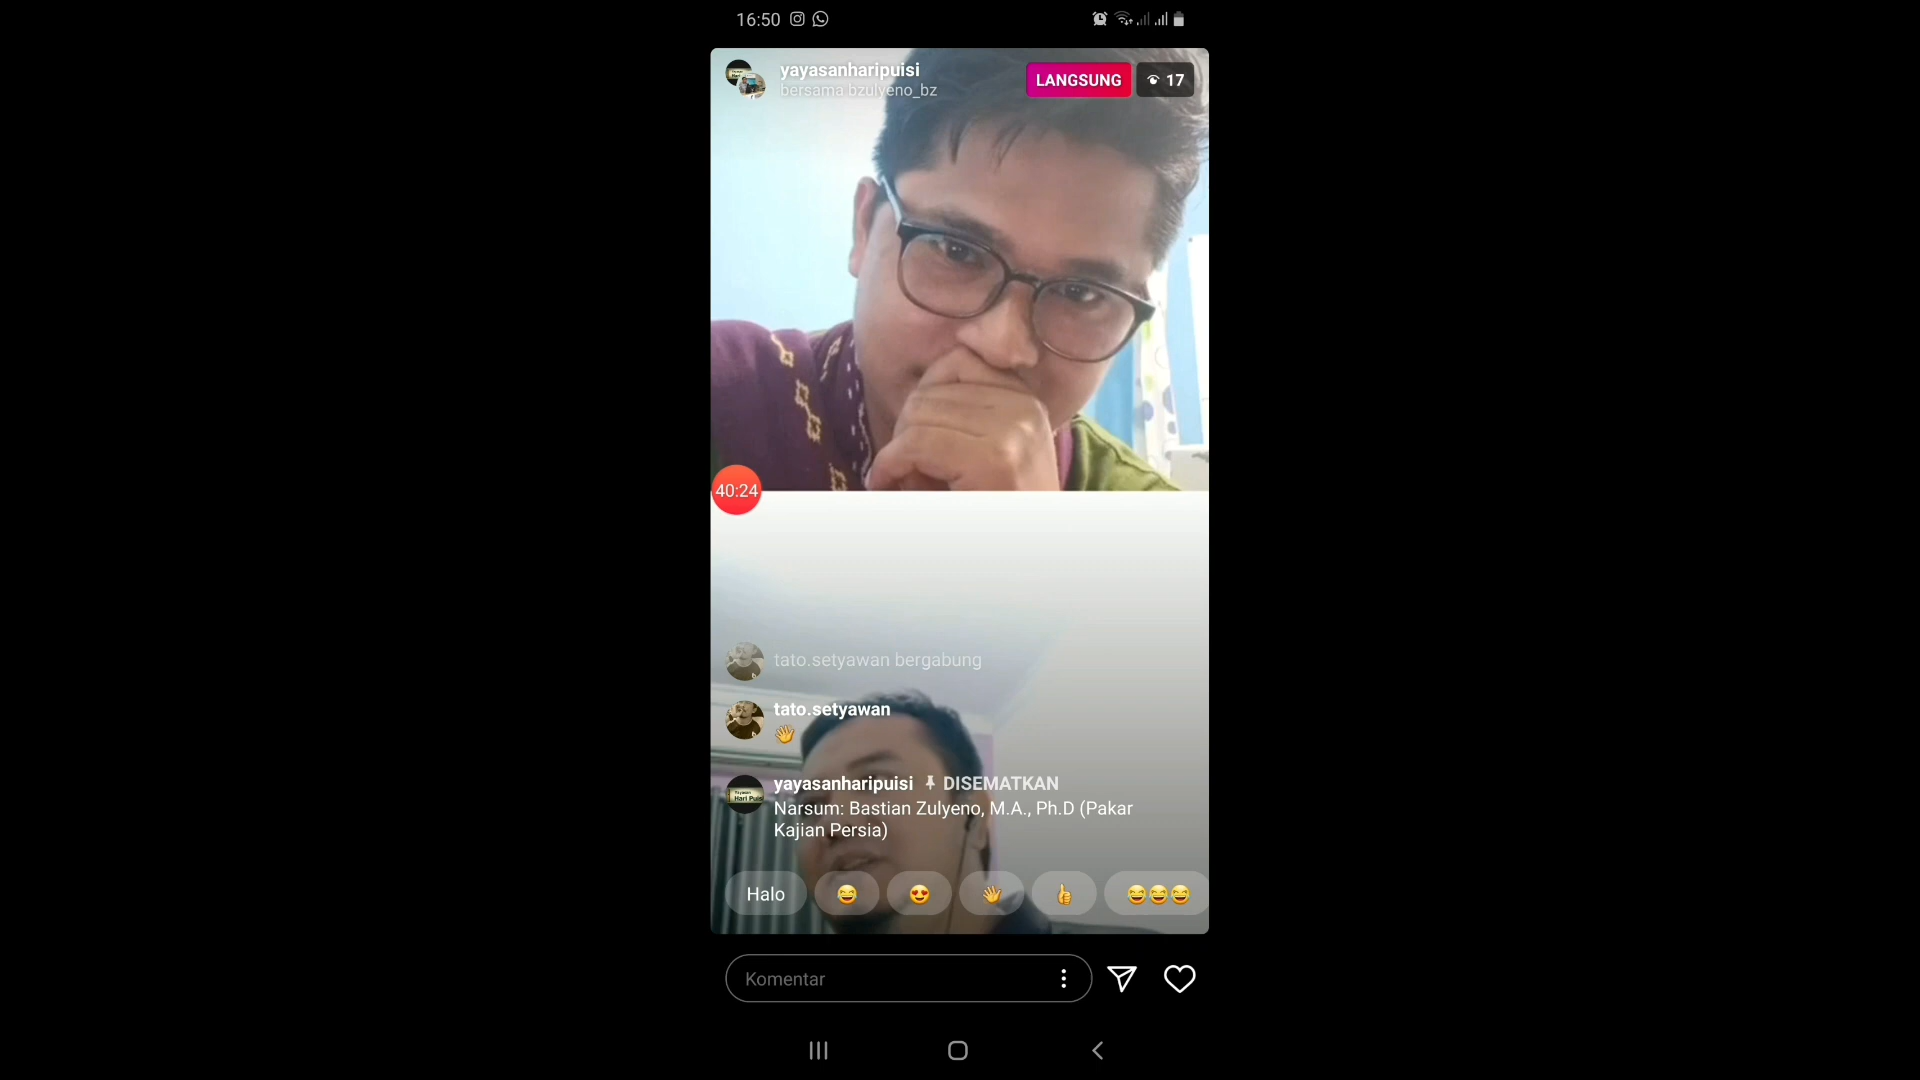 16:50
yayasanharipuisi
bersama bzulyeno_bz
LANGSUNG
17
40:24
tato.setyawan bergabung
tato.setyawan
👋
yayasanharipuisi DISEMATKAN
Narsum: Bastian Zulyeno, M.A., Ph.D (Pakar
Kajian Persia)
Halo 😅 😍 👋 👍 😅😅😅
Komentar